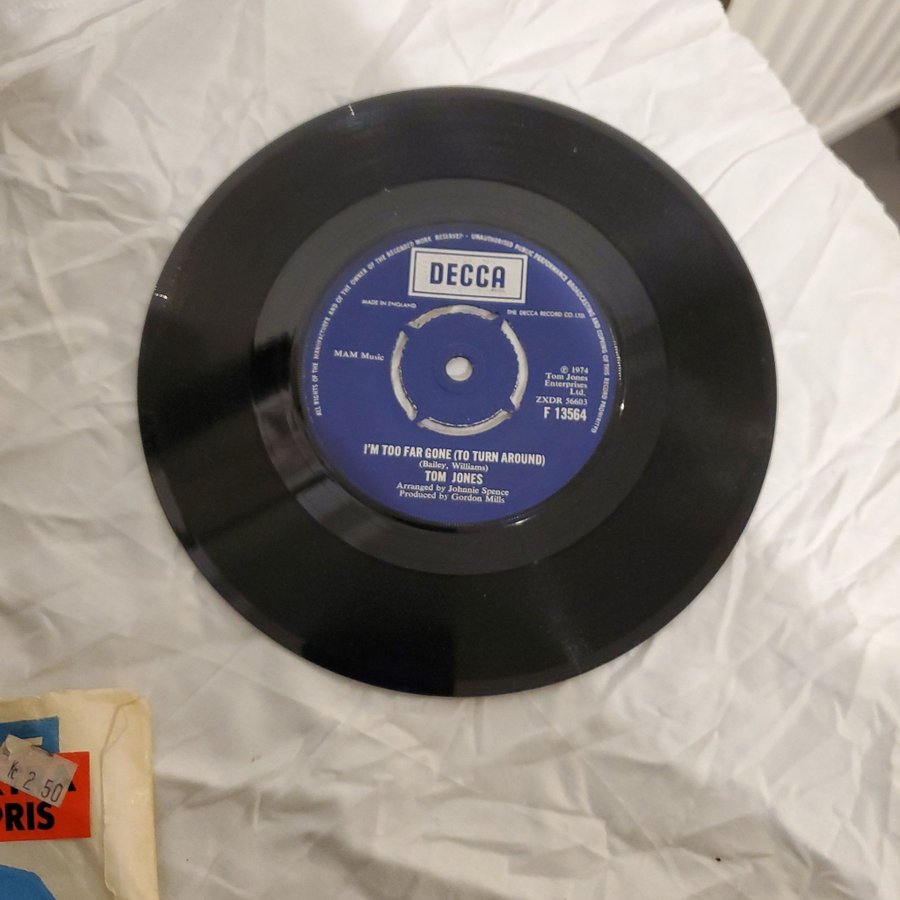 ALL RIGHTS OF THE MANUFACTURER AND OF THE OWNER OF THE RECORDED WORK RESERVED · UNAUTHORISED PUBLIC PERFORMANCE BROADCASTING AND COPYING OF THIS RECORD PROHIBITED
DECCA
MADE IN ENGLAND
THE DECCA RECORD CO. LTD.
MAM Music
℗ 1974
Tom Jones
Enterprises
Ltd.
ZXDR 56603
F 13564
I'M TOO FAR GONE (TO TURN AROUND)
(Bailey, Williams)
TOM JONES
Arranged by Johnnie Spence
Produced by Gordon Mills
2 50
PRIS